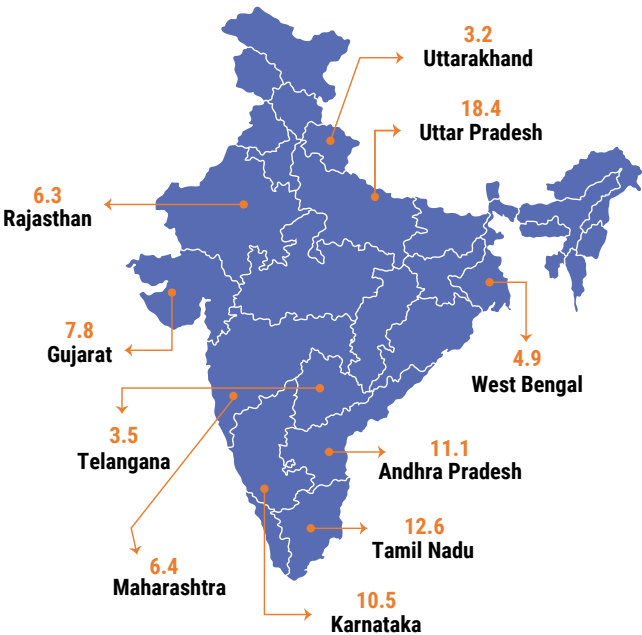 3.2
Uttarakhand
18.4
Uttar Pradesh
6.3
Rajasthan
7.8
Gujarat
4.9
West Bengal
3.5
Telangana
11.1
Andhra Pradesh
12.6
Tamil Nadu
6.4
Maharashtra
10.5
Karnataka